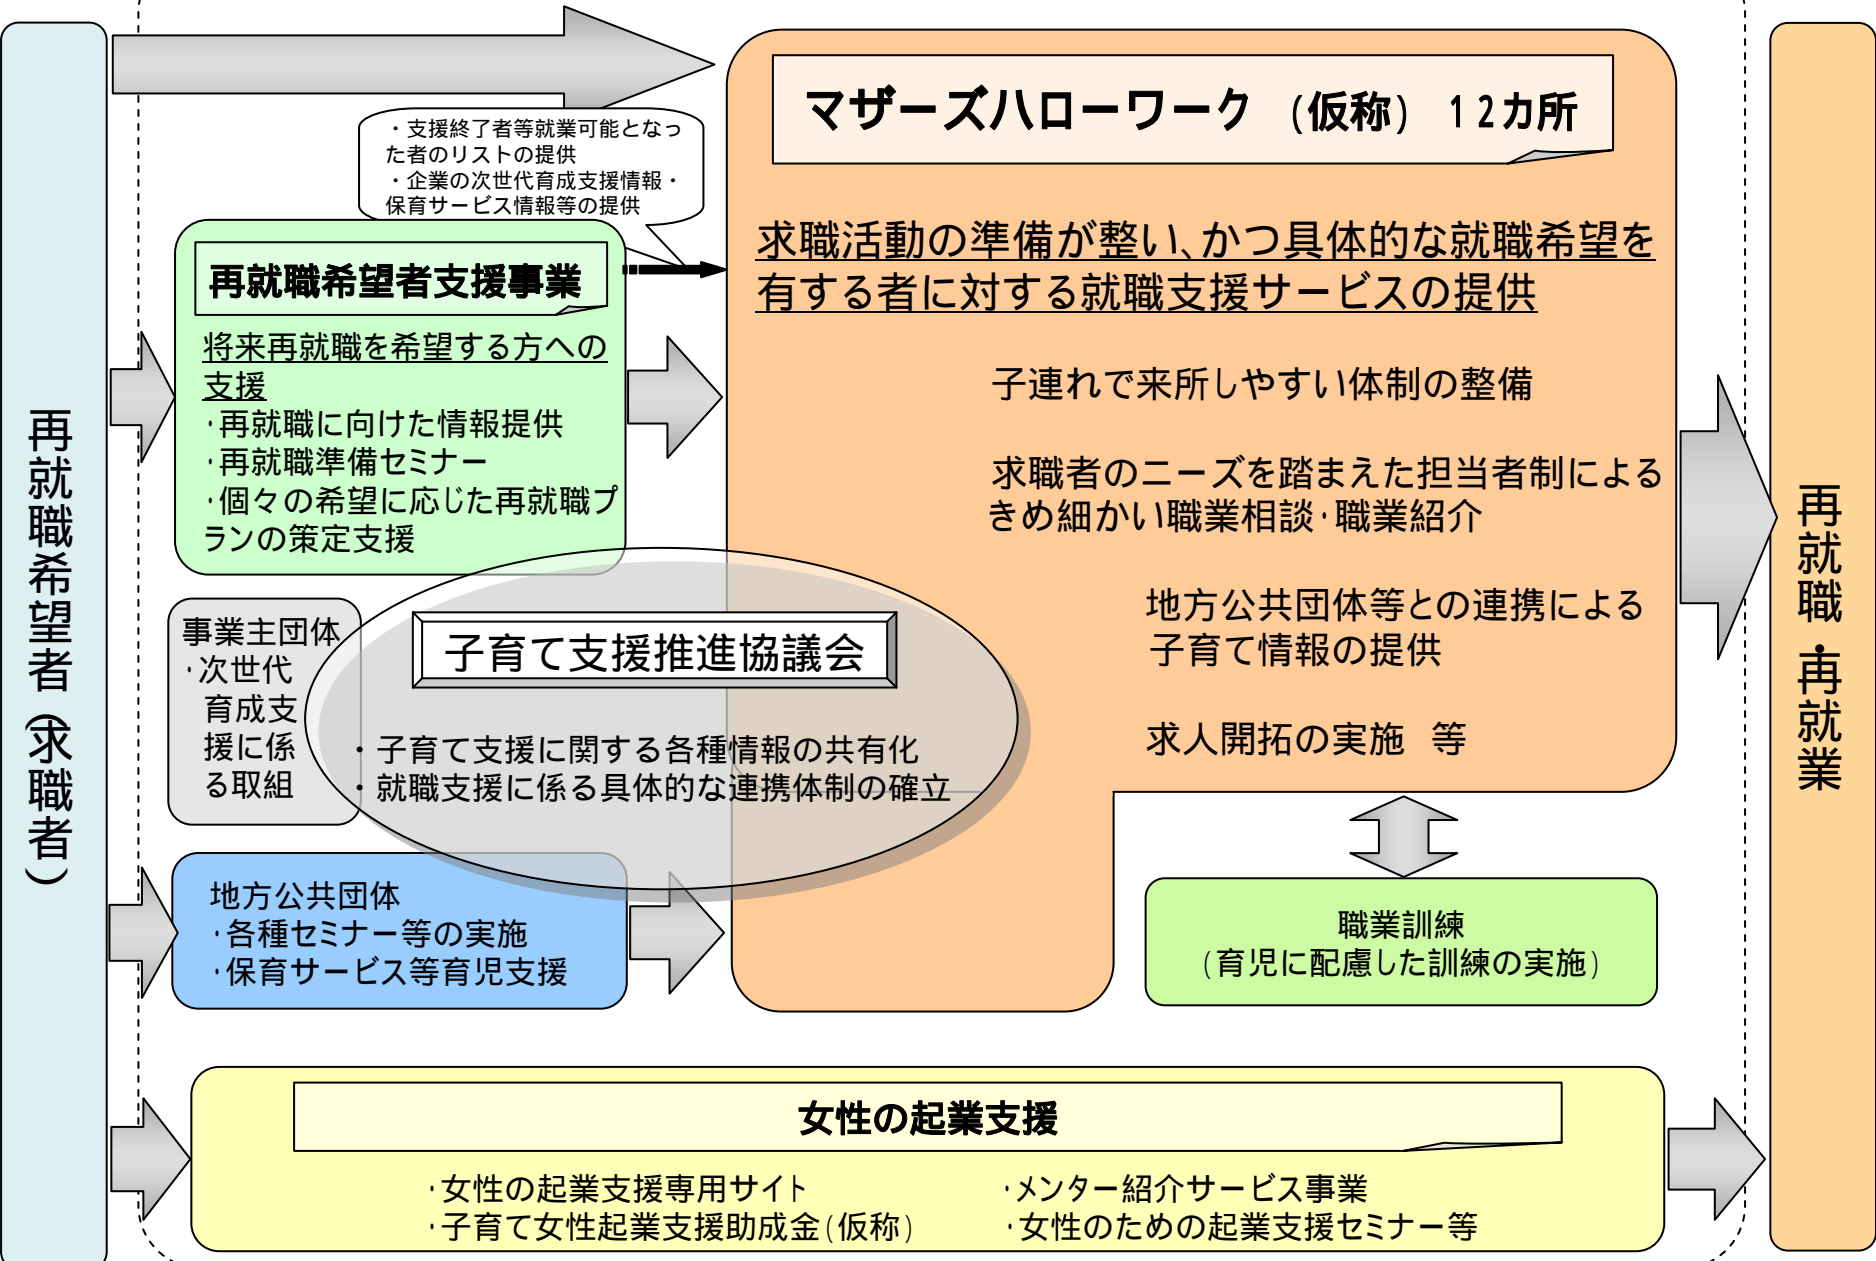 再就職希望者(求職者)
・支援終了者等就業可能となっ
た者のリストの提供
・企業の次世代育成支援情報・
保育サービス情報等の提供
再就職希望者支援事業
将来再就職を希望する方への
支援
・再就職に向けた情報提供
・再就職準備セミナー
・個々の希望に応じた再就職プ
ランの策定支援
マザーズハローワーク (仮称) 12カ所
求職活動の準備が整い、かつ具体的な就職希望を
有する者に対する就職支援サービスの提供
子連れで来所しやすい体制の整備
求職者のニーズを踏まえた担当者制による
きめ細かい職業相談・職業紹介
地方公共団体等との連携による
子育て情報の提供
求人開拓の実施 等
事業主団体
・次世代
育成支
援に係
る取組
子育て支援推進協議会
・子育て支援に関する各種情報の共有化
・就職支援に係る具体的な連携体制の確立
地方公共団体
・各種セミナー等の実施
・保育サービス等育児支援
職業訓練
(育児に配慮した訓練の実施)
女性の起業支援
・女性の起業支援専用サイト
・子育て女性起業支援助成金(仮称)
・メンター紹介サービス事業
・女性のための起業支援セミナー等
再就職・再就業